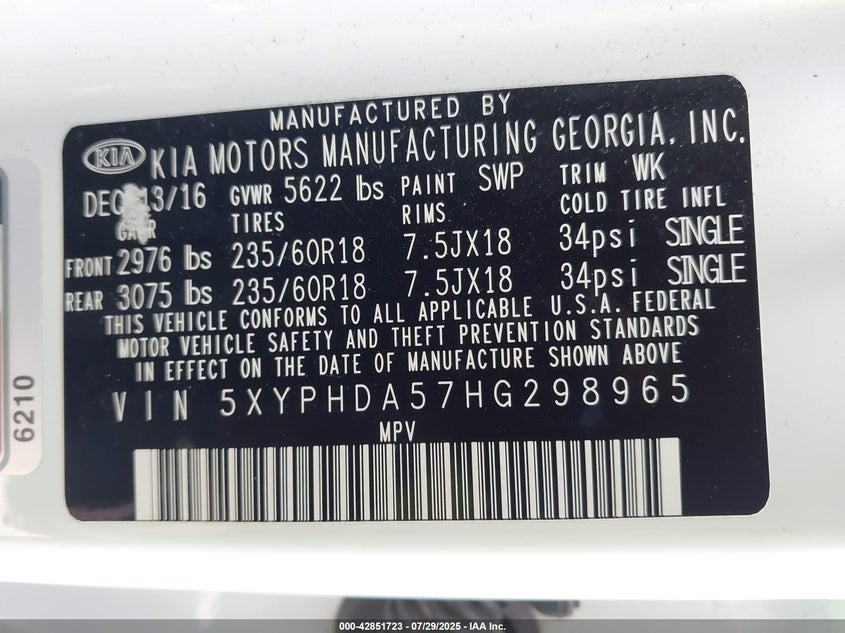 MANUFACTURED BY
KIA KIA MOTORS MANUFACTURING GEORGIA, INC.
DEC 13/16 GVWR 5622 lbs PAINT SWP TRIM WK
GAWR TIRES RIMS COLD TIRE INFL
FRONT 2976 lbs 235/60R18 7.5JX18 34psi SINGLE
REAR 3075 lbs 235/60R18 7.5JX18 34psi SINGLE
THIS VEHICLE CONFORMS TO ALL APPLICABLE U.S.A. FEDERAL
MOTOR VEHICLE SAFETY AND THEFT PREVENTION STANDARDS
IN EFFECT ON THE DATE OF MANUFACTURE SHOWN ABOVE
VIN 5XYPHDA57HG298965
MPV
6210
000-42851723 - 07/29/2025 - IAA Inc.